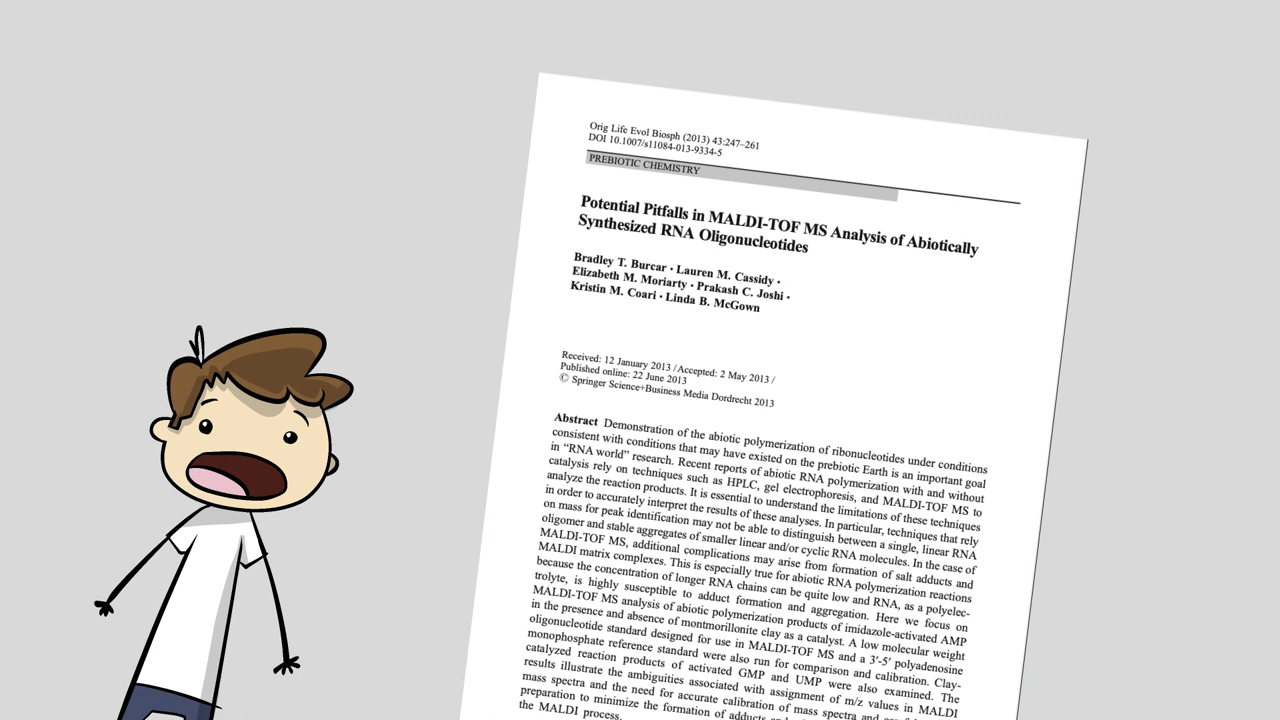 Orig Life Evol Biosph (2013) 43:247–261
DOI 10.1007/s11084-013-9334-5
PREBIOTIC CHEMISTRY
Potential Pitfalls in MALDI-TOF MS Analysis of Abiotically
Synthesized RNA Oligonucleotides
Bradley T. Burcar · Lauren M. Cassidy ·
Elizabeth M. Moriarty · Prakash C. Joshi ·
Kristin M. Coari · Linda B. McGown
Received: 12 January 2013 / Accepted: 2 May 2013 /
Published online: 22 June 2013
© Springer Science+Business Media Dordrecht 2013
Abstract Demonstration of the abiotic polymerization of ribonucleotides under conditions
consistent with conditions that may have existed on the prebiotic Earth is an important goal
in “RNA world” research. Recent reports of abiotic RNA polymerization with and without
catalysis rely on techniques such as HPLC, gel electrophoresis, and MALDI-TOF MS to
analyze the reaction products. It is essential to understand the limitations of these techniques
in order to accurately interpret the results of these analyses. In particular, techniques that rely
on mass for peak identification may not be able to distinguish between a single, linear RNA
oligomer and stable aggregates of smaller linear and/or cyclic RNA molecules. In the case of
MALDI-TOF MS, additional complications may arise from formation of salt adducts and
MALDI matrix complexes. This is especially true for abiotic RNA polymerization reactions
because the concentration of longer RNA chains can be quite low and RNA, as a polyelec-
trolyte, is highly susceptible to adduct formation and aggregation. Here we focus on
MALDI-TOF MS analysis of abiotic polymerization products of imidazole-activated AMP
in the presence and absence of montmorillonite clay as a catalyst. A low molecular weight
oligonucleotide standard designed for use in MALDI-TOF MS and a 3′-5′ polyadenosine
monophosphate reference standard were also run for comparison and calibration. Clay-
catalyzed reaction products of activated GMP and UMP were also examined. The
results illustrate the ambiguities associated with assignment of m/z values in MALDI
mass spectra and the need for accurate calibration of mass spectra and
preparation to minimize the formation of adducts
the MALDI process.